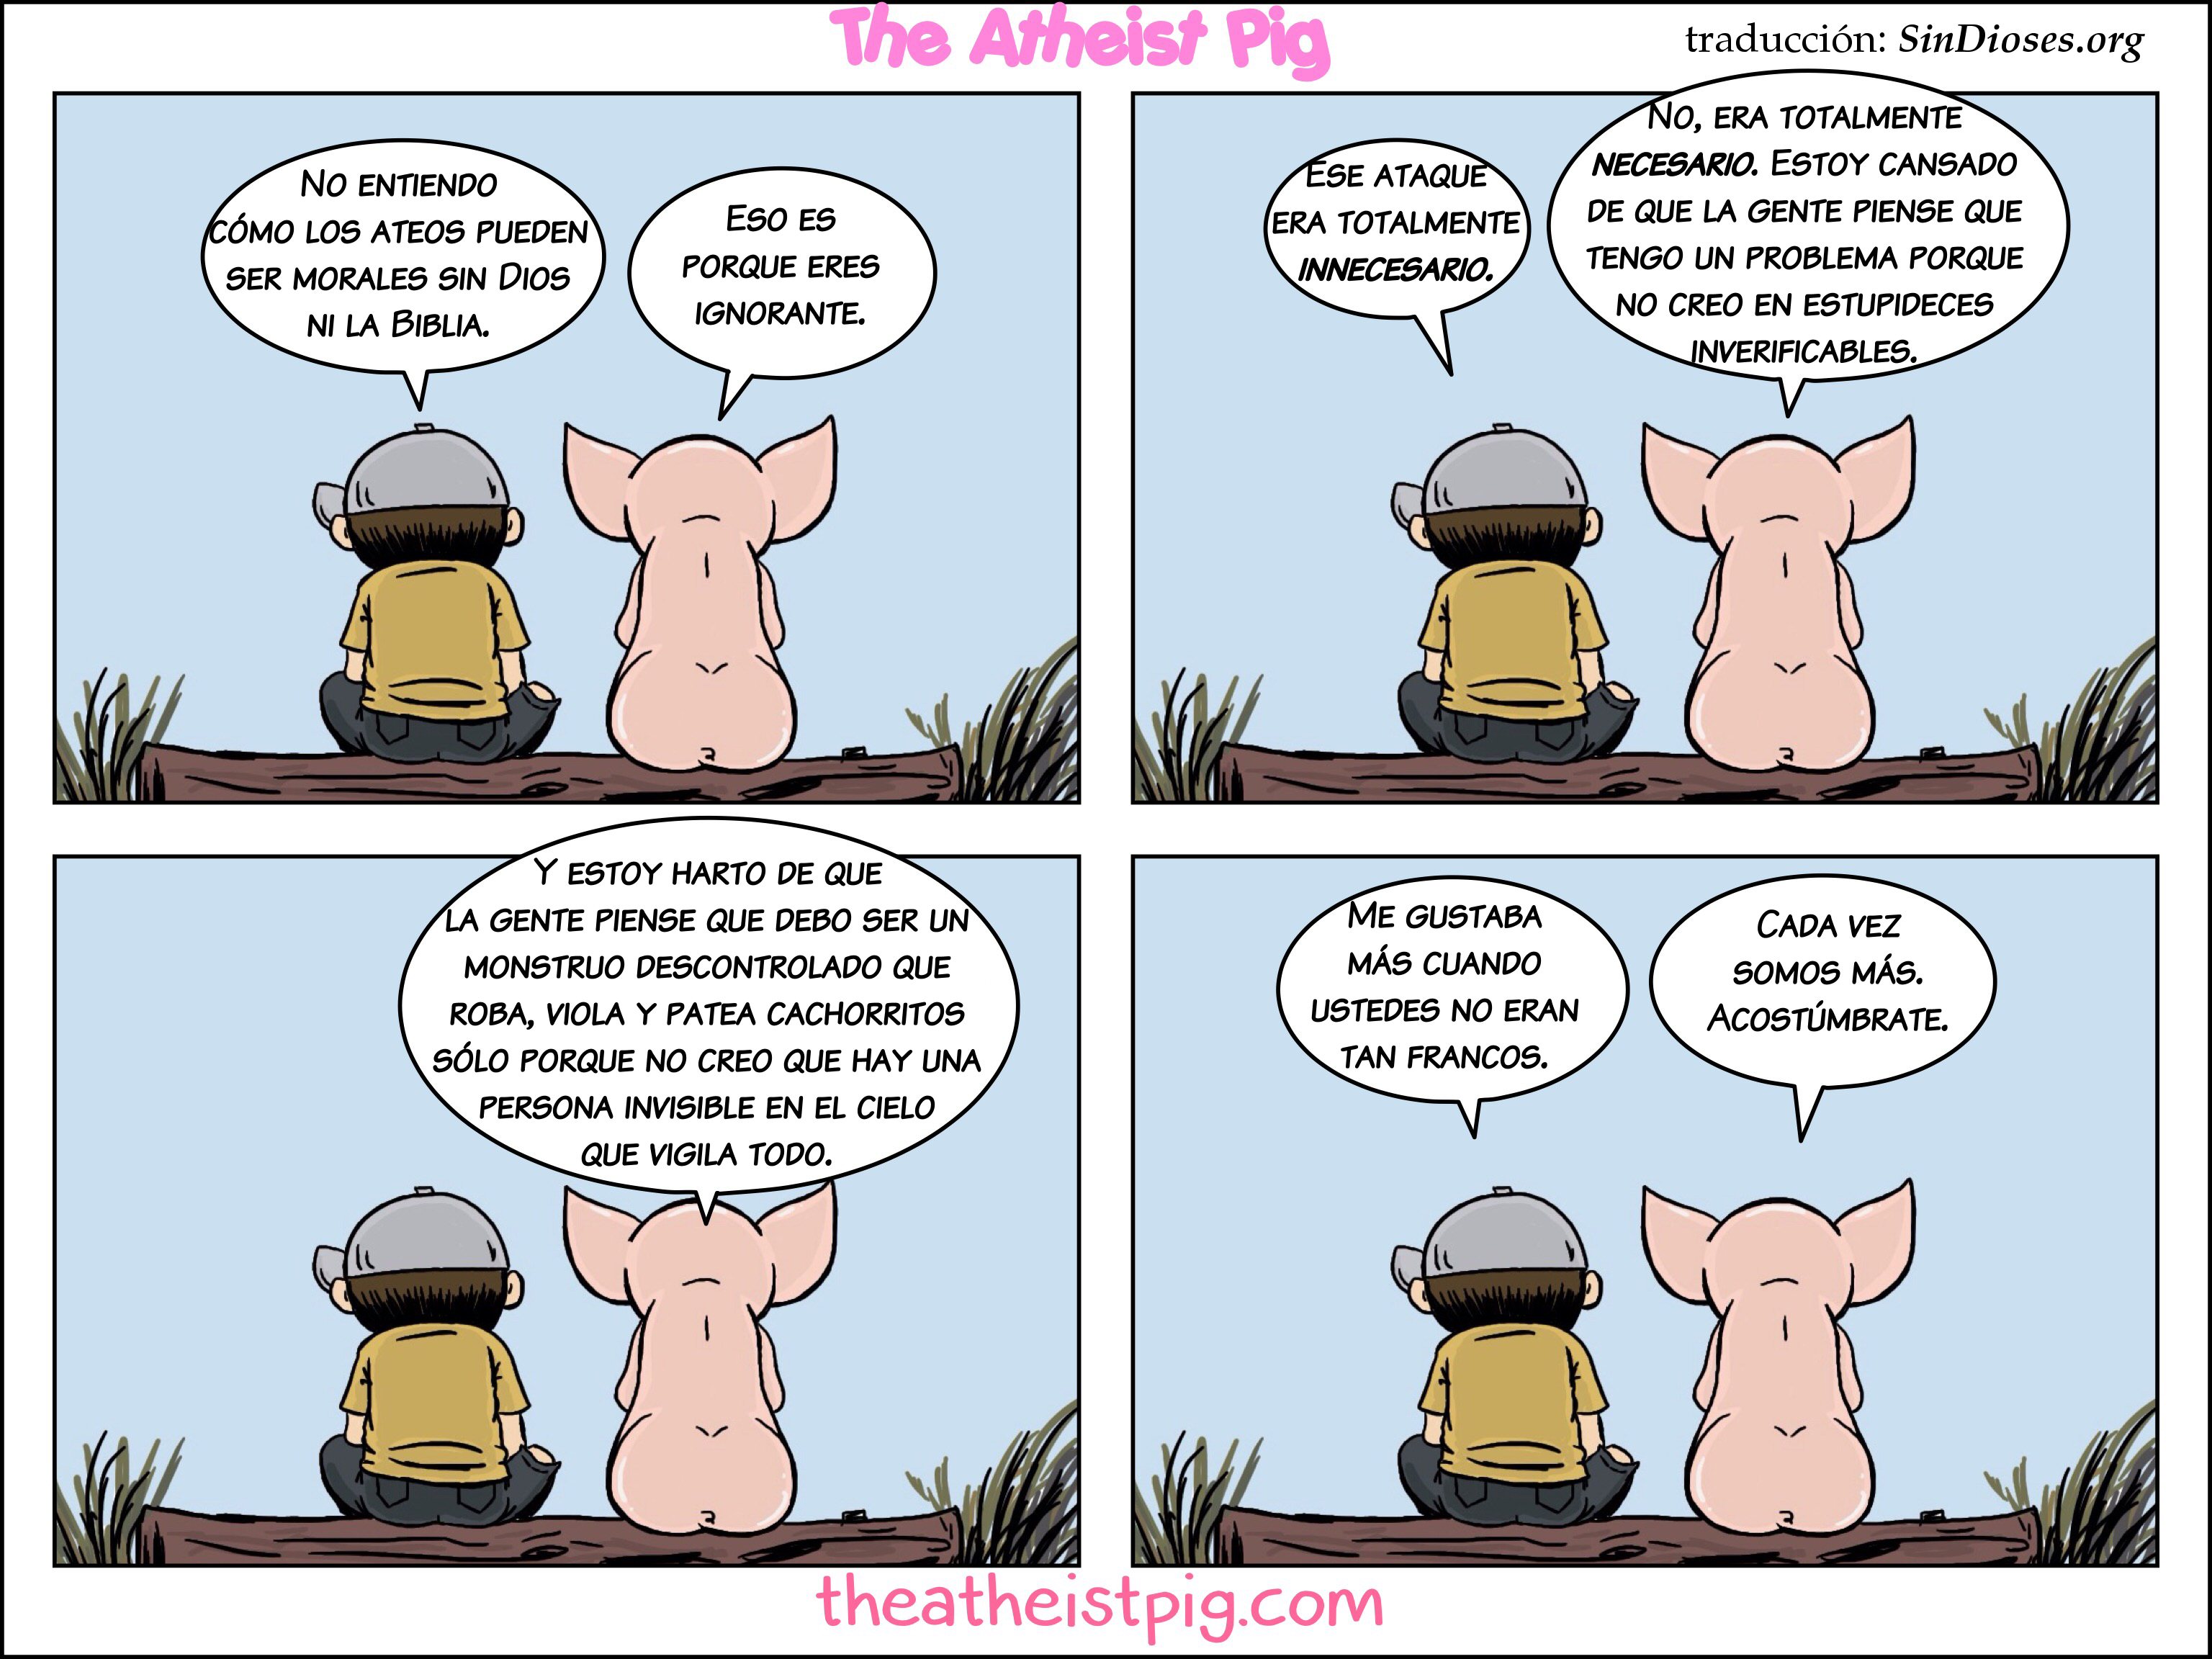 The Atheist Pig
traducción: SinDioses.org
NO ENTIENDO
CÓMO LOS ATEOS PUEDEN
SER MORALES SIN DIOS
NI LA BIBLIA.
ESO ES
PORQUE ERES
IGNORANTE.
ESE ATAQUE
ERA TOTALMENTE
INNECESARIO.
NO, ERA TOTALMENTE
NECESARIO. ESTOY CANSADO
DE QUE LA GENTE PIENSE QUE
TENGO UN PROBLEMA PORQUE
NO CREO EN ESTUPIDECES
INVERIFICABLES.
Y ESTOY HARTO DE QUE
LA GENTE PIENSE QUE DEBO SER UN
MONSTRUO DESCONTROLADO QUE
ROBA, VIOLA Y PATEA CACHORRITOS
SÓLO PORQUE NO CREO QUE HAY UNA
PERSONA INVISIBLE EN EL CIELO
QUE VIGILA TODO.
ME GUSTABA
MÁS CUANDO
USTEDES NO ERAN
TAN FRANCOS.
CADA VEZ
SOMOS MÁS.
ACOSTÚMBRATE.
theatheistpig.com